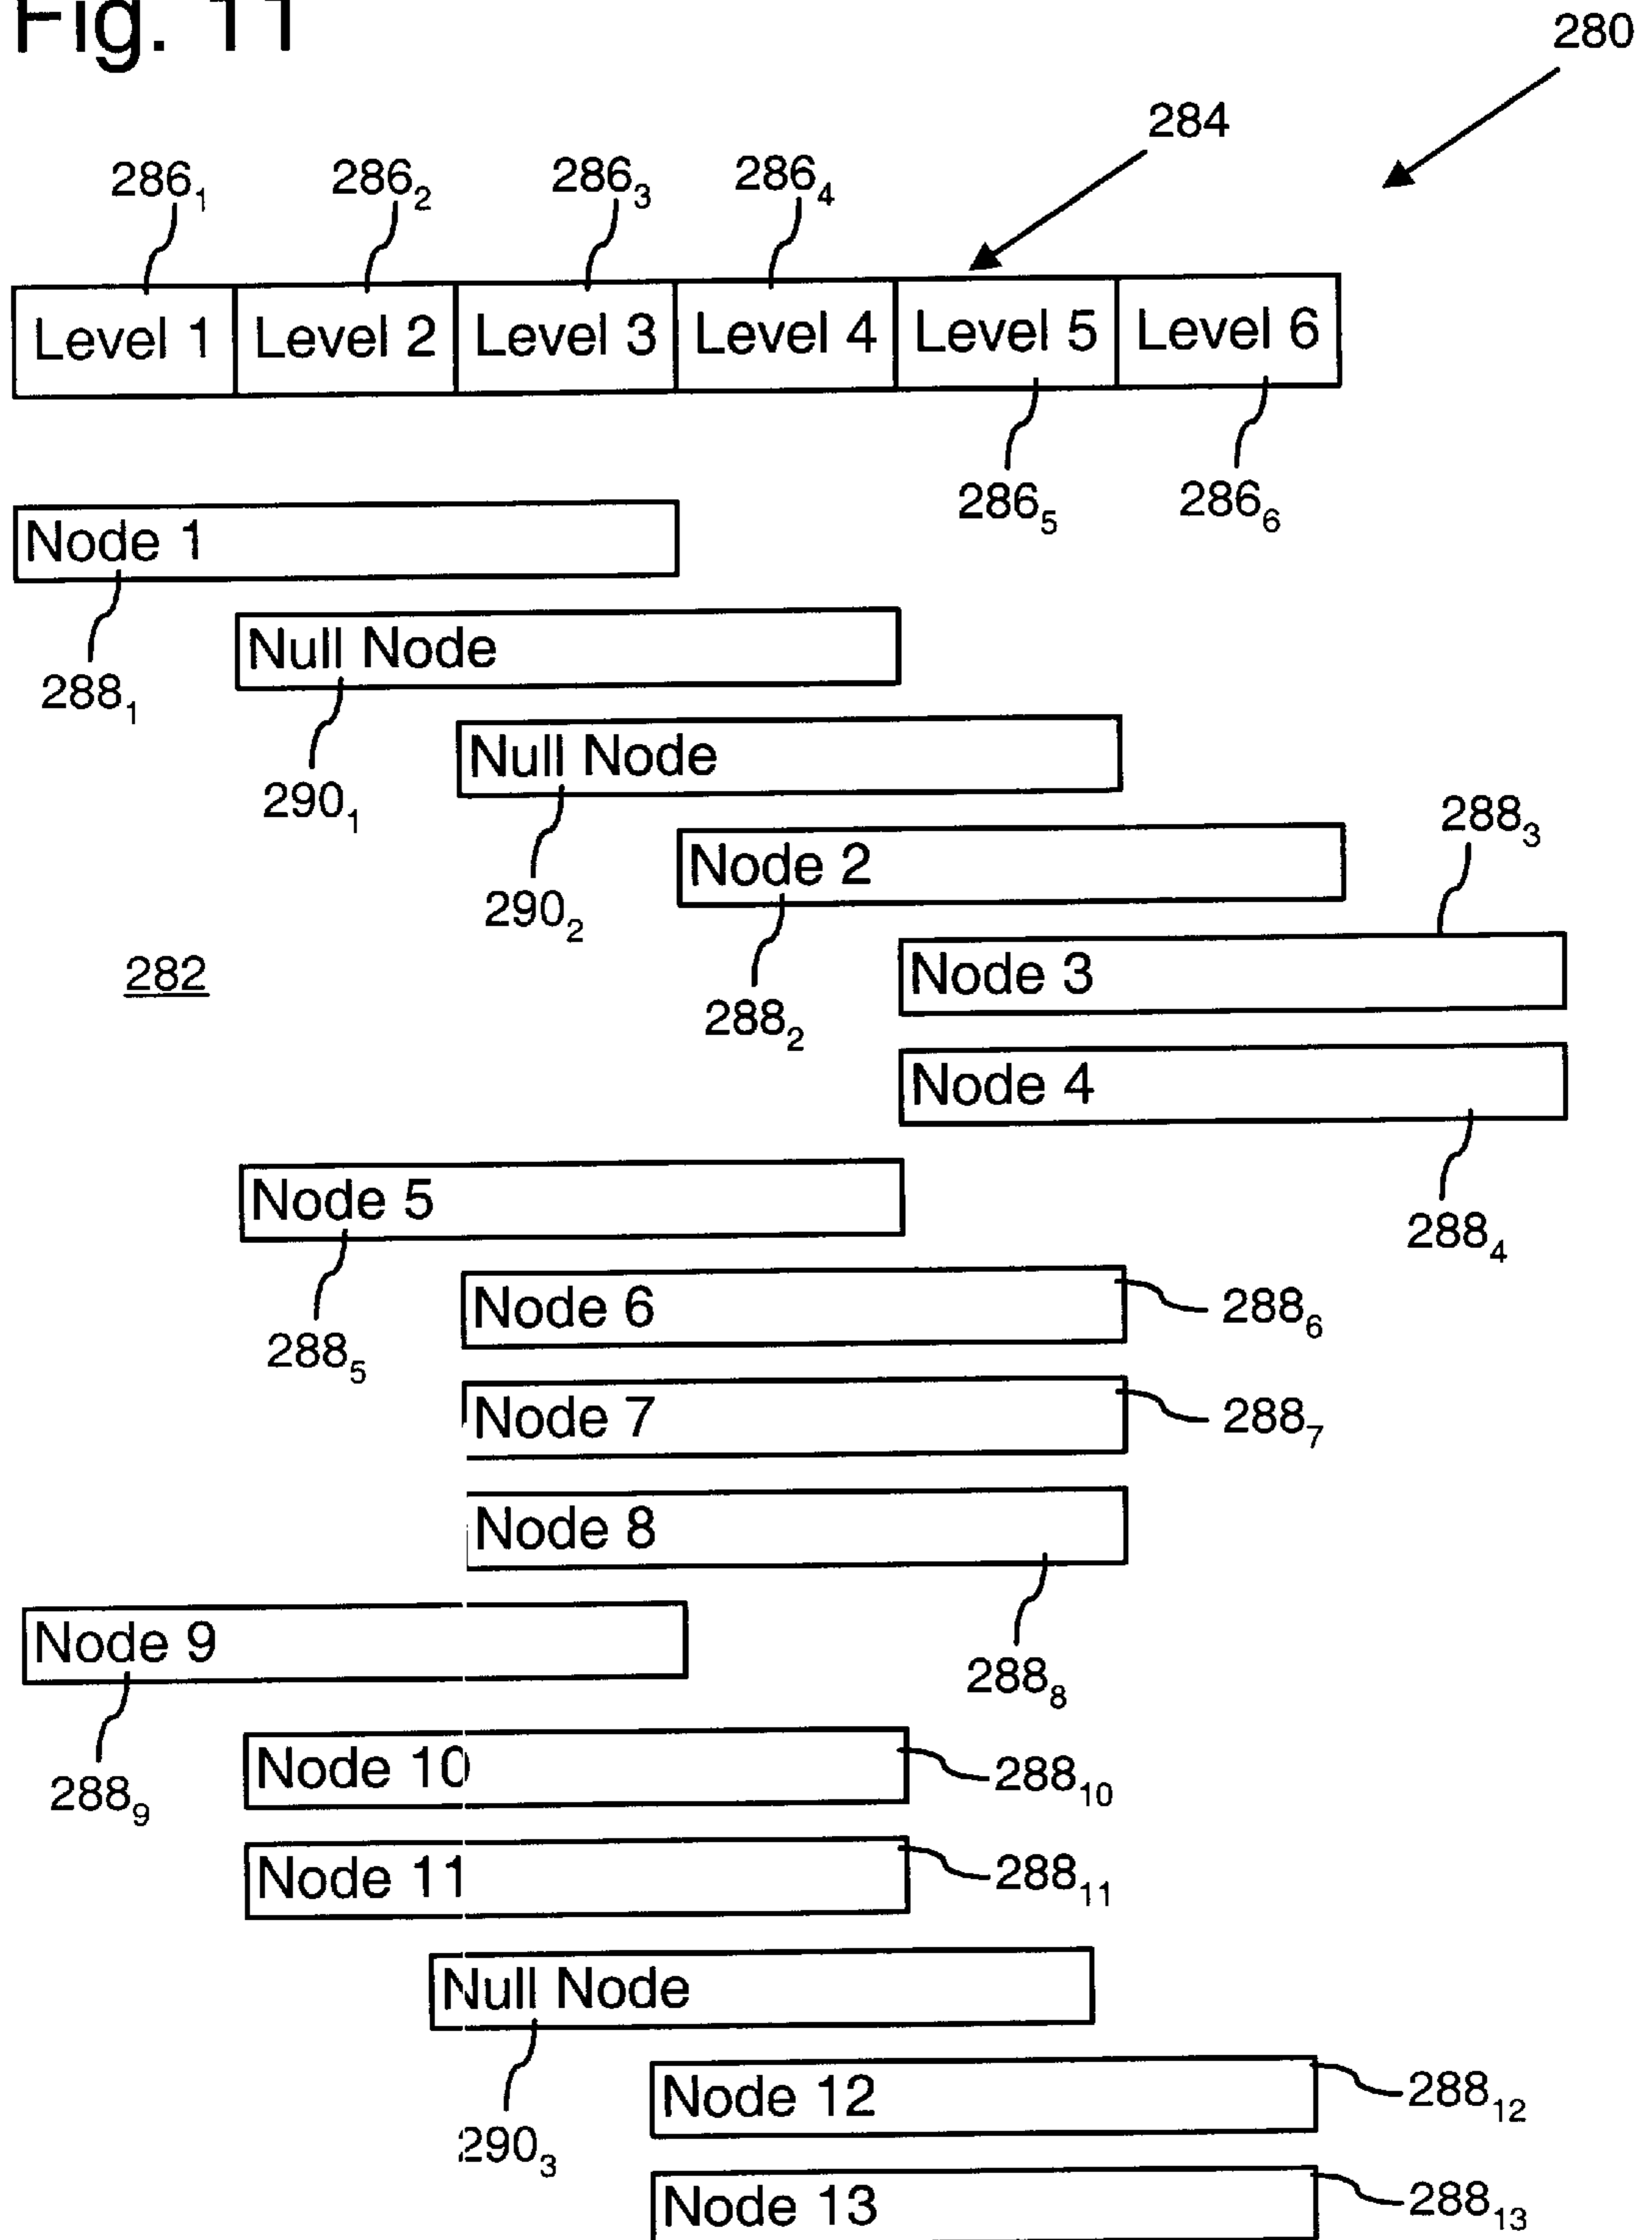 Fig. 11
280
284
286₁ 286₂ 286₃ 286₄
Level 1 Level 2 Level 3 Level 4 Level 5 Level 6
286₅ 286₆
Node 1
288₁
Null Node
290₁
Null Node
290₂
Node 2
288₂
288₃
Node 3
282
Node 4
288₄
Node 5
288₅
Node 6 288₆
Node 7 288₇
Node 8
288₈
Node 9
288₉
Node 10 288₁₀
Node 11 288₁₁
Null Node
290₃
Node 12 288₁₂
Node 13 288₁₃